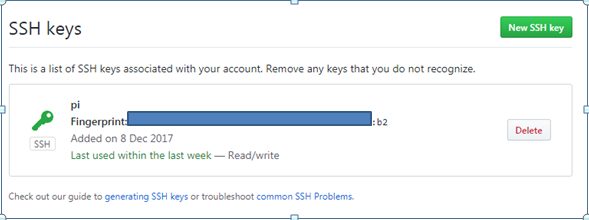 SSH keys
New SSH key
This is a list of SSH keys associated with your account. Remove any keys that you do not recognize.
pi
Fingerprint: :b2
Added on 8 Dec 2017
SSH
Last used within the last week — Read/write
Delete
Check out our guide to generating SSH keys or troubleshoot common SSH Problems.